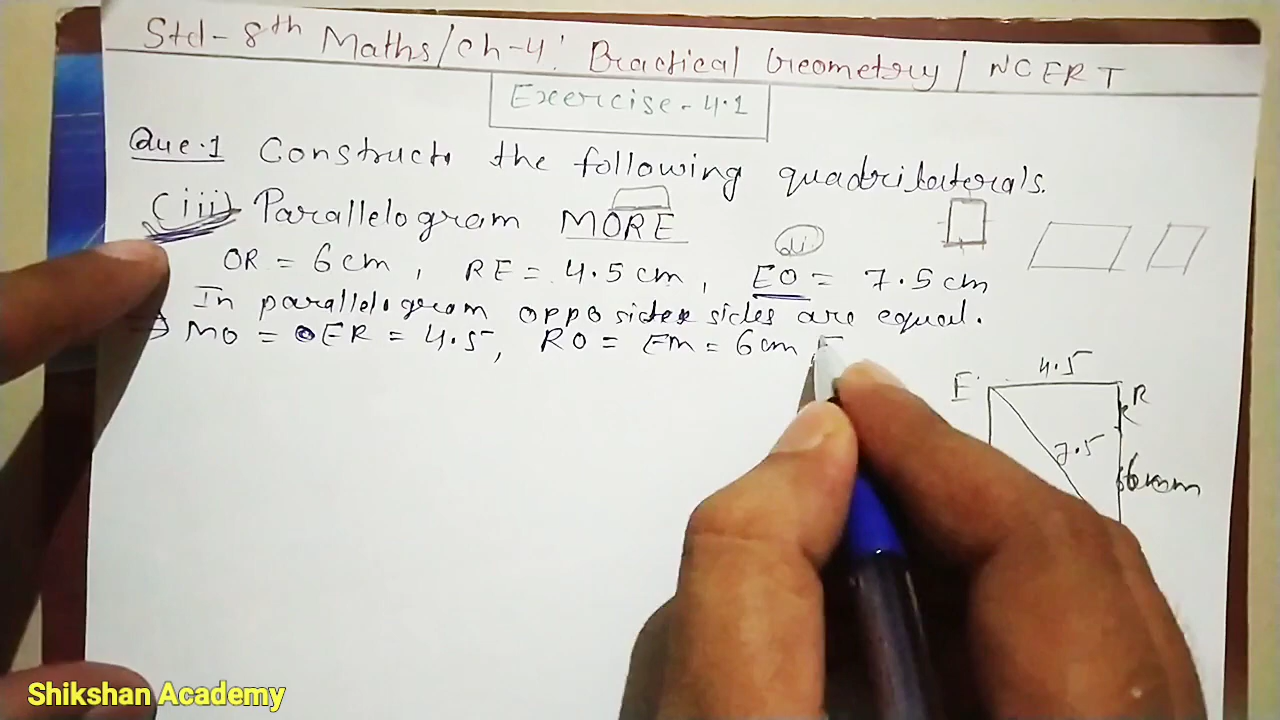 Std - 8th Maths / Ch - 4 : Practical Geometry / NCERT
Exercise - 4.1
Que.1 Construct the following quadrilaterals.
(iii) Parallelogram MORE
OR = 6 cm , RE = 4.5 cm , EO = 7.5 cm
In parallelogram opposite sides are equal.
⇒ MO = ER = 4.5 , RO = EM = 6 cm , E
4.5
E R
7.5
6 cm
Shikshan Academy